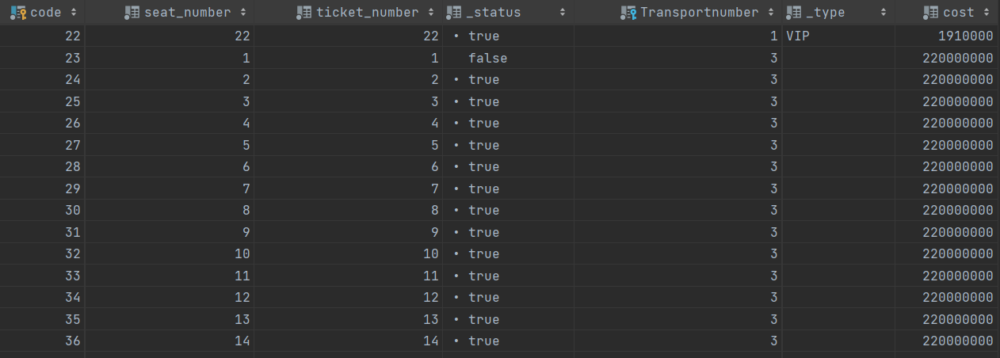 code seat_number ticket_number _status Transportnumber _type cost
22 22 22 • true 1 VIP 1910000
23 1 1 false 3 220000000
24 2 2 • true 3 220000000
25 3 3 • true 3 220000000
26 4 4 • true 3 220000000
27 5 5 • true 3 220000000
28 6 6 • true 3 220000000
29 7 7 • true 3 220000000
30 8 8 • true 3 220000000
31 9 9 • true 3 220000000
32 10 10 • true 3 220000000
33 11 11 • true 3 220000000
34 12 12 • true 3 220000000
35 13 13 • true 3 220000000
36 14 14 • true 3 220000000